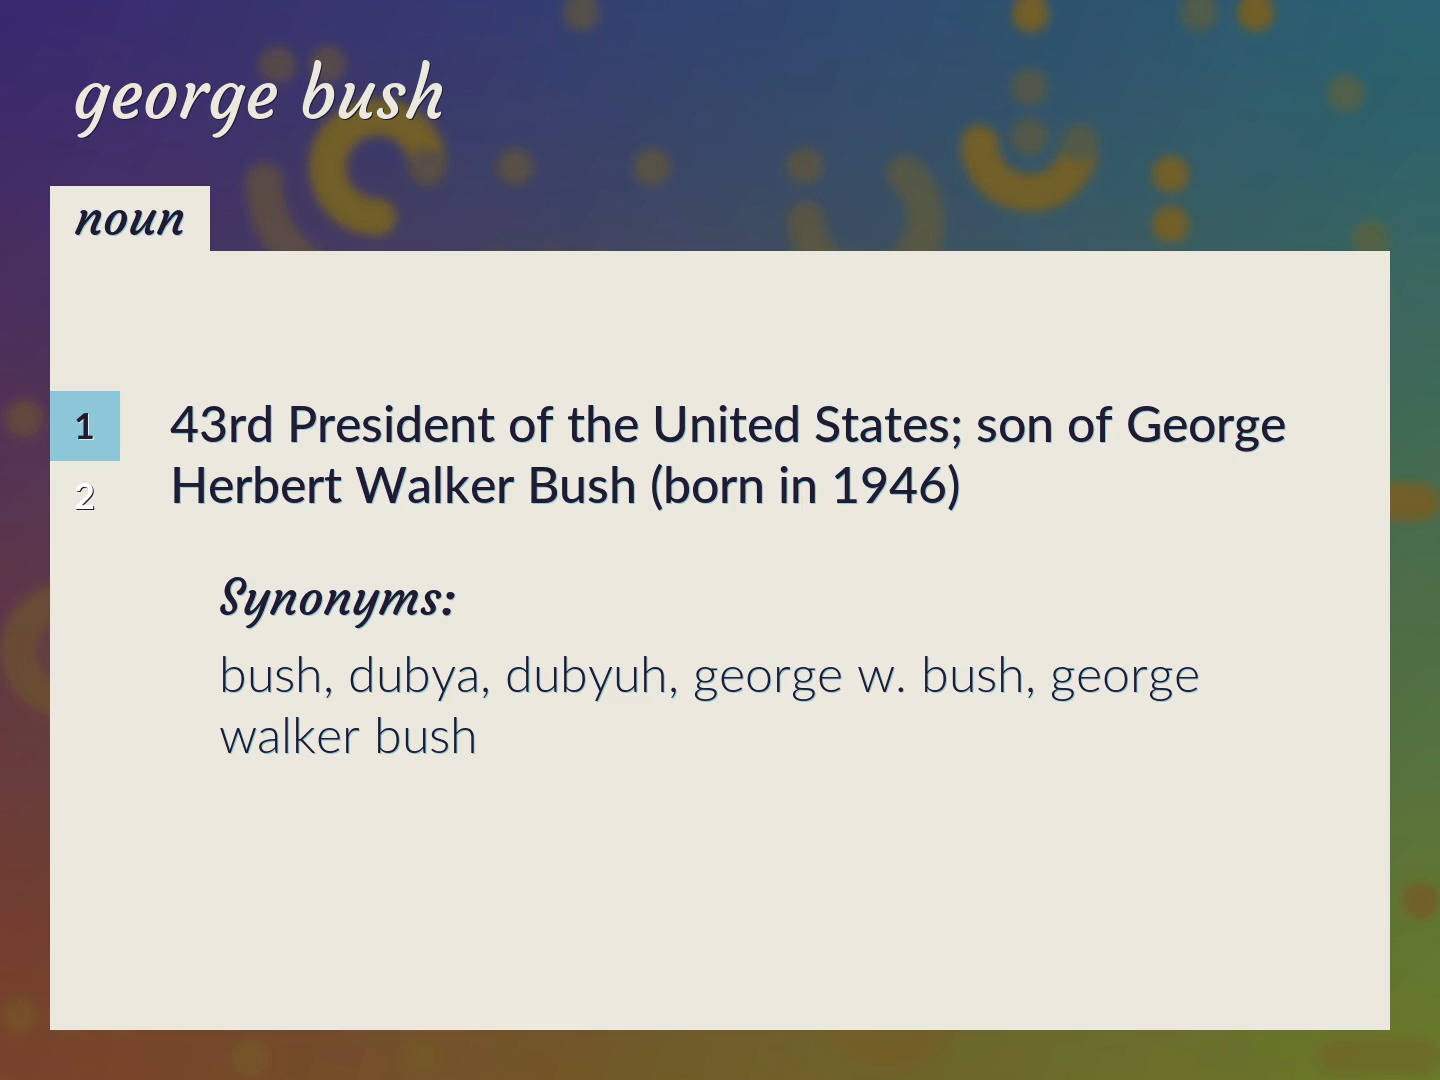 george bush
noun
1
43rd President of the United States; son of George
Herbert Walker Bush (born in 1946)
2
Synonyms:
bush, dubya, dubyuh, george w. bush, george
walker bush